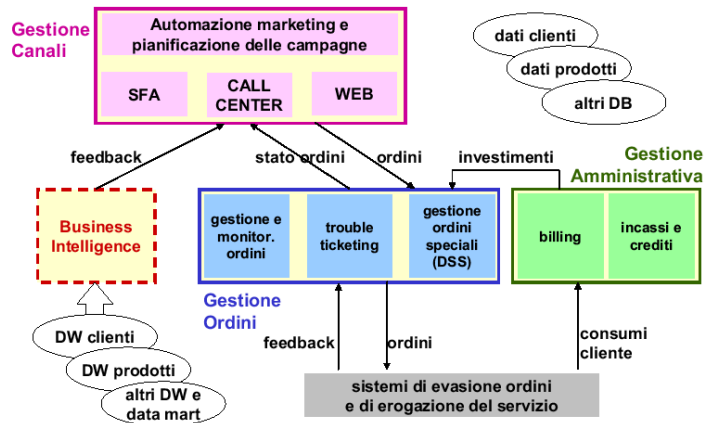 Gestione
Canali
Automazione marketing e
pianificazione delle campagne
SFA
CALL
CENTER
WEB
dati clienti
dati prodotti
altri DB
feedback
stato ordini
ordini
investimenti
Gestione
Amministrativa
Business
Intelligence
gestione e
monitor.
ordini
trouble
ticketing
gestione
ordini
speciali
(DSS)
billing
incassi e
crediti
Gestione
Ordini
DW clienti
DW prodotti
altri DW e
data mart
feedback
ordini
consumi
cliente
sistemi di evasione ordini
e di erogazione del servizio